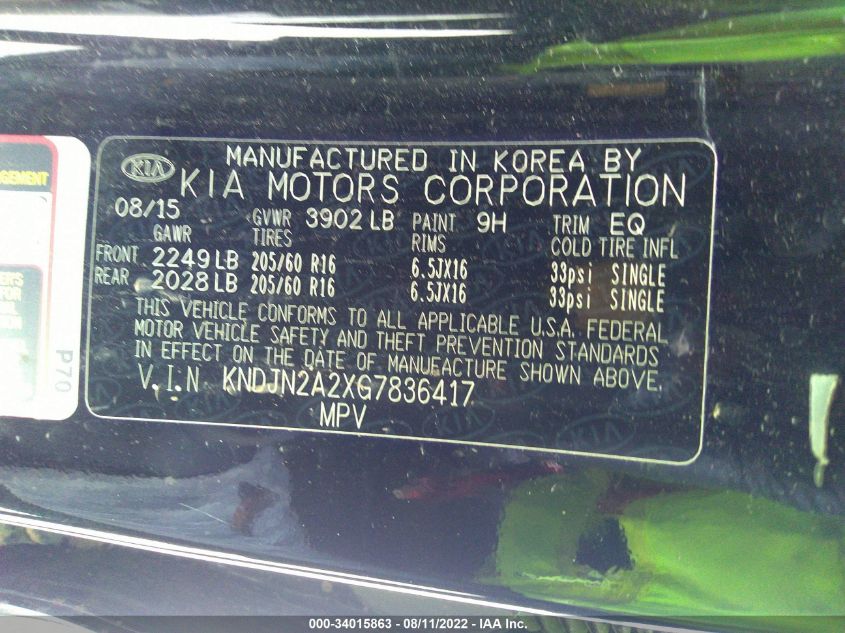 KIA
MANUFACTURED IN KOREA BY
KIA MOTORS CORPORATION
08/15 GVWR 3902 LB PAINT 9H TRIM EQ
GAWR TIRES RIMS COLD TIRE INFL
FRONT 2249 LB 205/60 R16 6.5JX16 33psi SINGLE
REAR 2028 LB 205/60 R16 6.5JX16 33psi SINGLE
THIS VEHICLE CONFORMS TO ALL APPLICABLE U.S.A. FEDERAL
MOTOR VEHICLE SAFETY AND THEFT PREVENTION STANDARDS
IN EFFECT ON THE DATE OF MANUFACTURE SHOWN ABOVE.
V.I.N KNDJN2A2XG7836417
MPV
P70
000-34015863 - 08/11/2022 - IAA Inc.